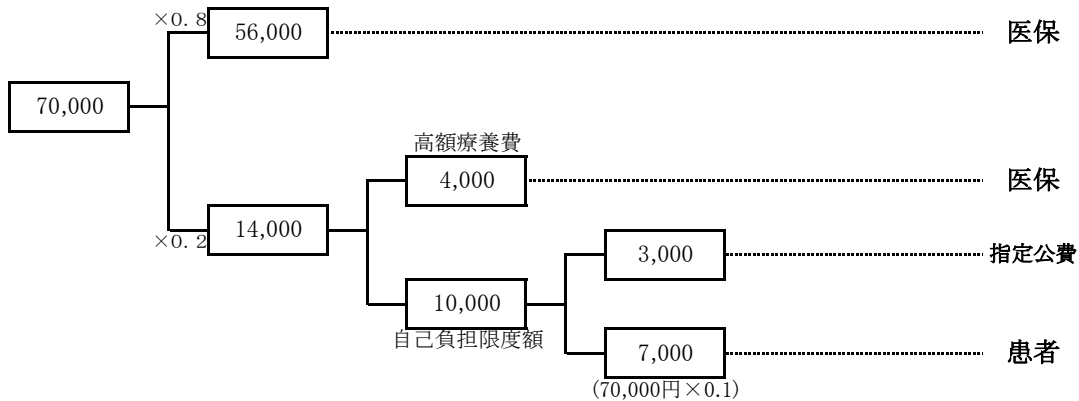 ×0.8
56,000
医保
70,000
高額療養費
4,000
医保
×0.2
14,000
3,000
指定公費
10,000
自己負担限度額
7,000
患者
(70,000円×0.1)